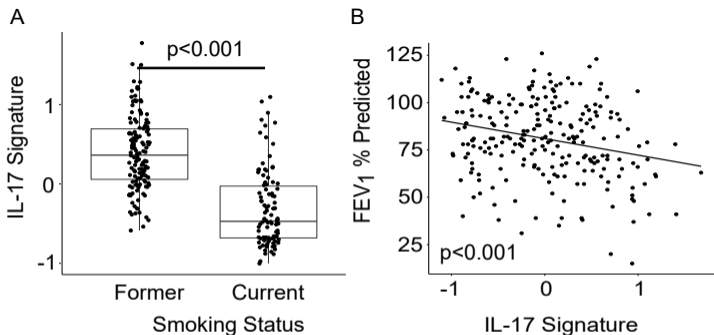 A
p<0.001
IL-17 Signature
1
0
-1
Former Current
Smoking Status
B
FEV1 % Predicted
125
100
75
50
25
p<0.001
-1 0 1
IL-17 Signature